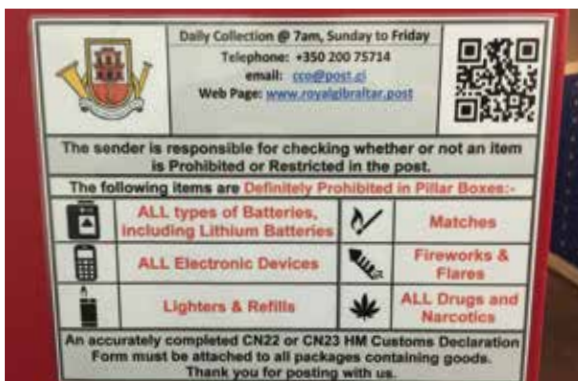 Daily Collection @ 7am, Sunday to Friday
Telephone: +350 200 75714
email: cco@post.gi
Web Page: www.royalgibraltar.post
The sender is responsible for checking whether or not an item
is Prohibited or Restricted in the post.
The following items are Definitely Prohibited in Pillar Boxes:-
ALL types of Batteries,
including Lithium Batteries
Matches
ALL Electronic Devices
Fireworks &
Flares
Lighters & Refills
ALL Drugs and
Narcotics
An accurately completed CN22 or CN23 HM Customs Declaration
Form must be attached to all packages containing goods.
Thank you for posting with us.